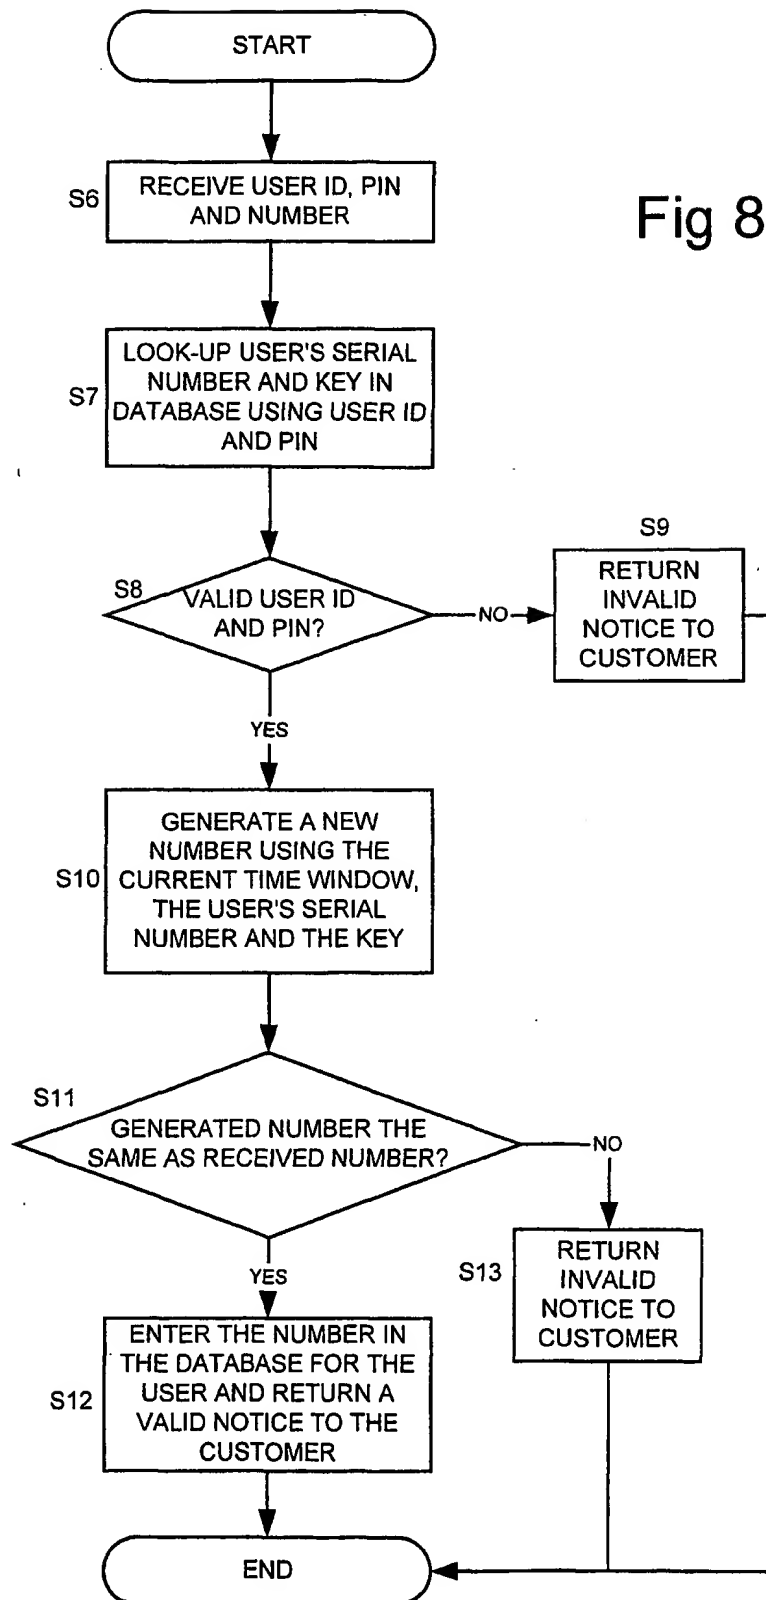 START
S6
RECEIVE USER ID, PIN
AND NUMBER
Fig 8
S7
LOOK-UP USER'S SERIAL
NUMBER AND KEY IN
DATABASE USING USER ID
AND PIN
S8
VALID USER ID
AND PIN?
NO
S9
RETURN
INVALID
NOTICE TO
CUSTOMER
YES
S10
GENERATE A NEW
NUMBER USING THE
CURRENT TIME WINDOW,
THE USER'S SERIAL
NUMBER AND THE KEY
S11
GENERATED NUMBER THE
SAME AS RECEIVED NUMBER?
NO
S13
RETURN
INVALID
NOTICE TO
CUSTOMER
YES
S12
ENTER THE NUMBER IN
THE DATABASE FOR THE
USER AND RETURN A
VALID NOTICE TO THE
CUSTOMER
END